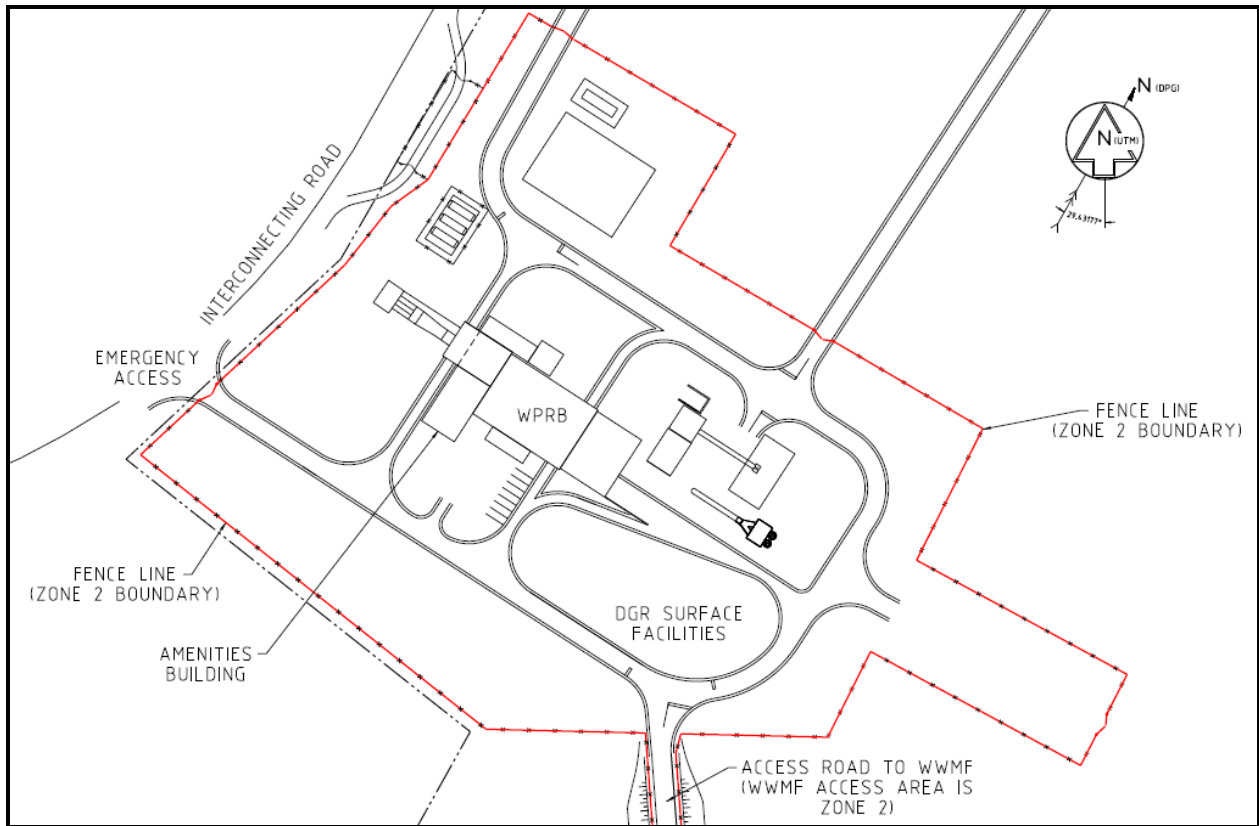 N (DPG)
N (UTM)
29.43177°
INTERCONNECTING ROAD
EMERGENCY
ACCESS
WPRB
FENCE LINE
(ZONE 2 BOUNDARY)
FENCE LINE
(ZONE 2 BOUNDARY)
DGR SURFACE
FACILITIES
AMENITIES
BUILDING
ACCESS ROAD TO WWMF
(WWMF ACCESS AREA IS
ZONE 2)